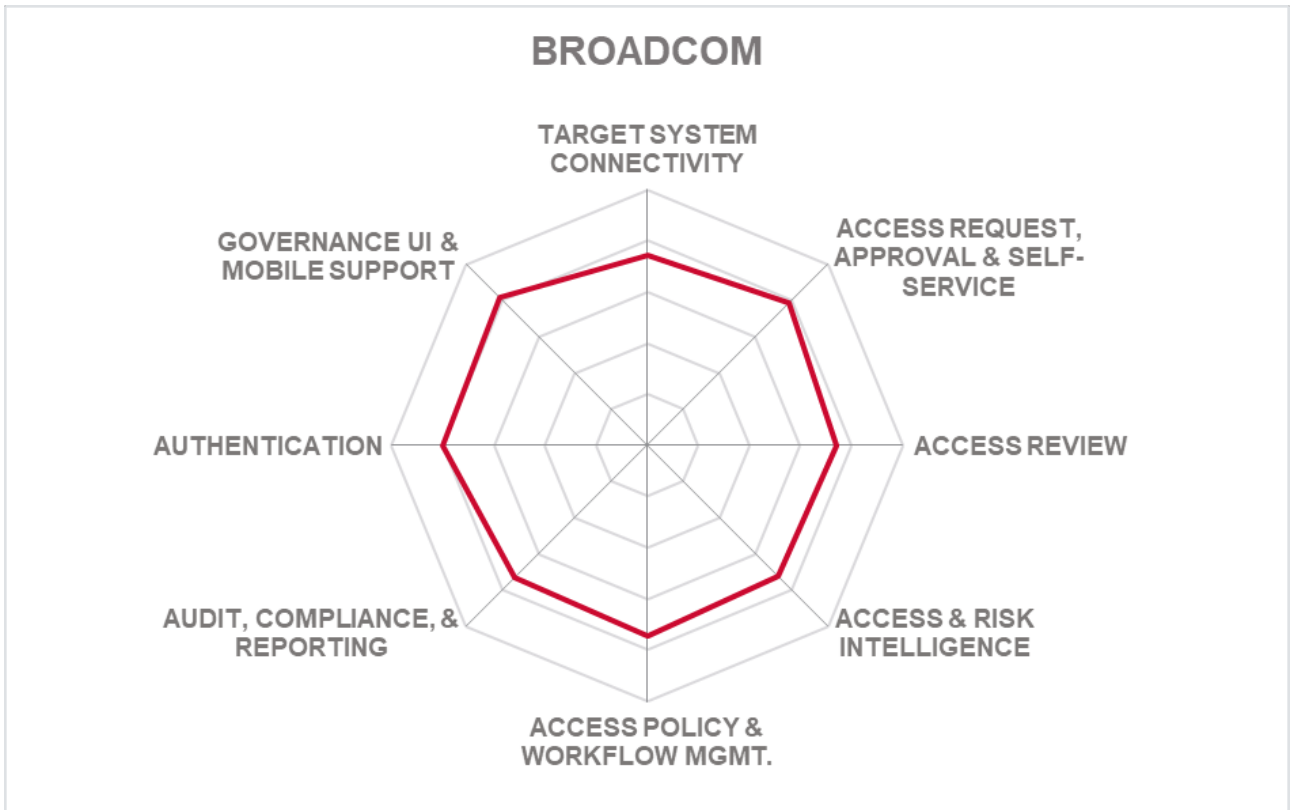 BROADCOM
TARGET SYSTEM
CONNECTIVITY
ACCESS REQUEST,
APPROVAL & SELF-
SERVICE
ACCESS REVIEW
ACCESS & RISK
INTELLIGENCE
ACCESS POLICY &
WORKFLOW MGMT.
AUDIT, COMPLIANCE, &
REPORTING
AUTHENTICATION
GOVERNANCE UI &
MOBILE SUPPORT